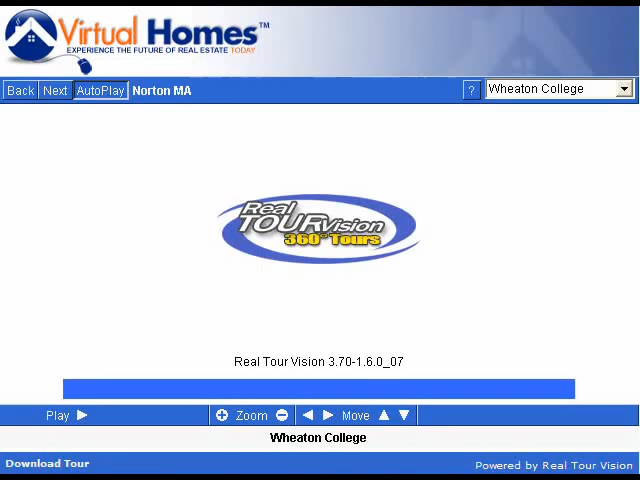 Virtual Homes™
EXPERIENCE THE FUTURE OF REAL ESTATE TODAY
Back Next AutoPlay Norton MA ? Wheaton College
Real
TOURvision
360° Tours
Real Tour Vision 3.70-1.6.0_07
Play Zoom Move
Wheaton College
Download Tour Powered by Real Tour Vision